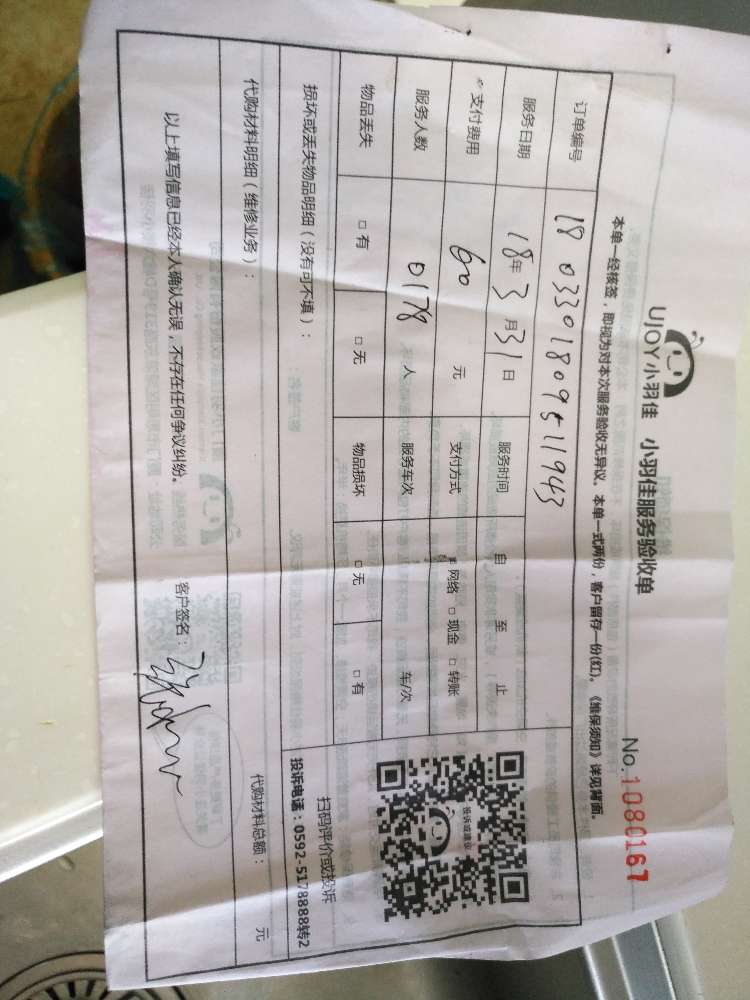 UJOY小羽佳 小羽佳服务验收单
No.1080167
本单一经核签，即视为对本次服务验收无异议。本单一式两份，客户留存一份(红)。《维保须知》详见背面。
订单编号 1803301809511943
服务日期 18年3月31日 服务时间 自 至 止
支付费用 60 元 支付方式 网络 □现金 □转账
服务人数 0178 人 服务车次 车/次
物品丢失 □有 □无 物品损坏 □无 □有
投诉或建议
扫码评价或投诉
投诉电话：0592-5178888转2
损坏或丢失物品明细（没有可不填）：
代购材料明细（维修业务）： 代购材料总额： 元
以上填写信息已经本人确认无误，不存在任何争议纠纷。 客户签名：